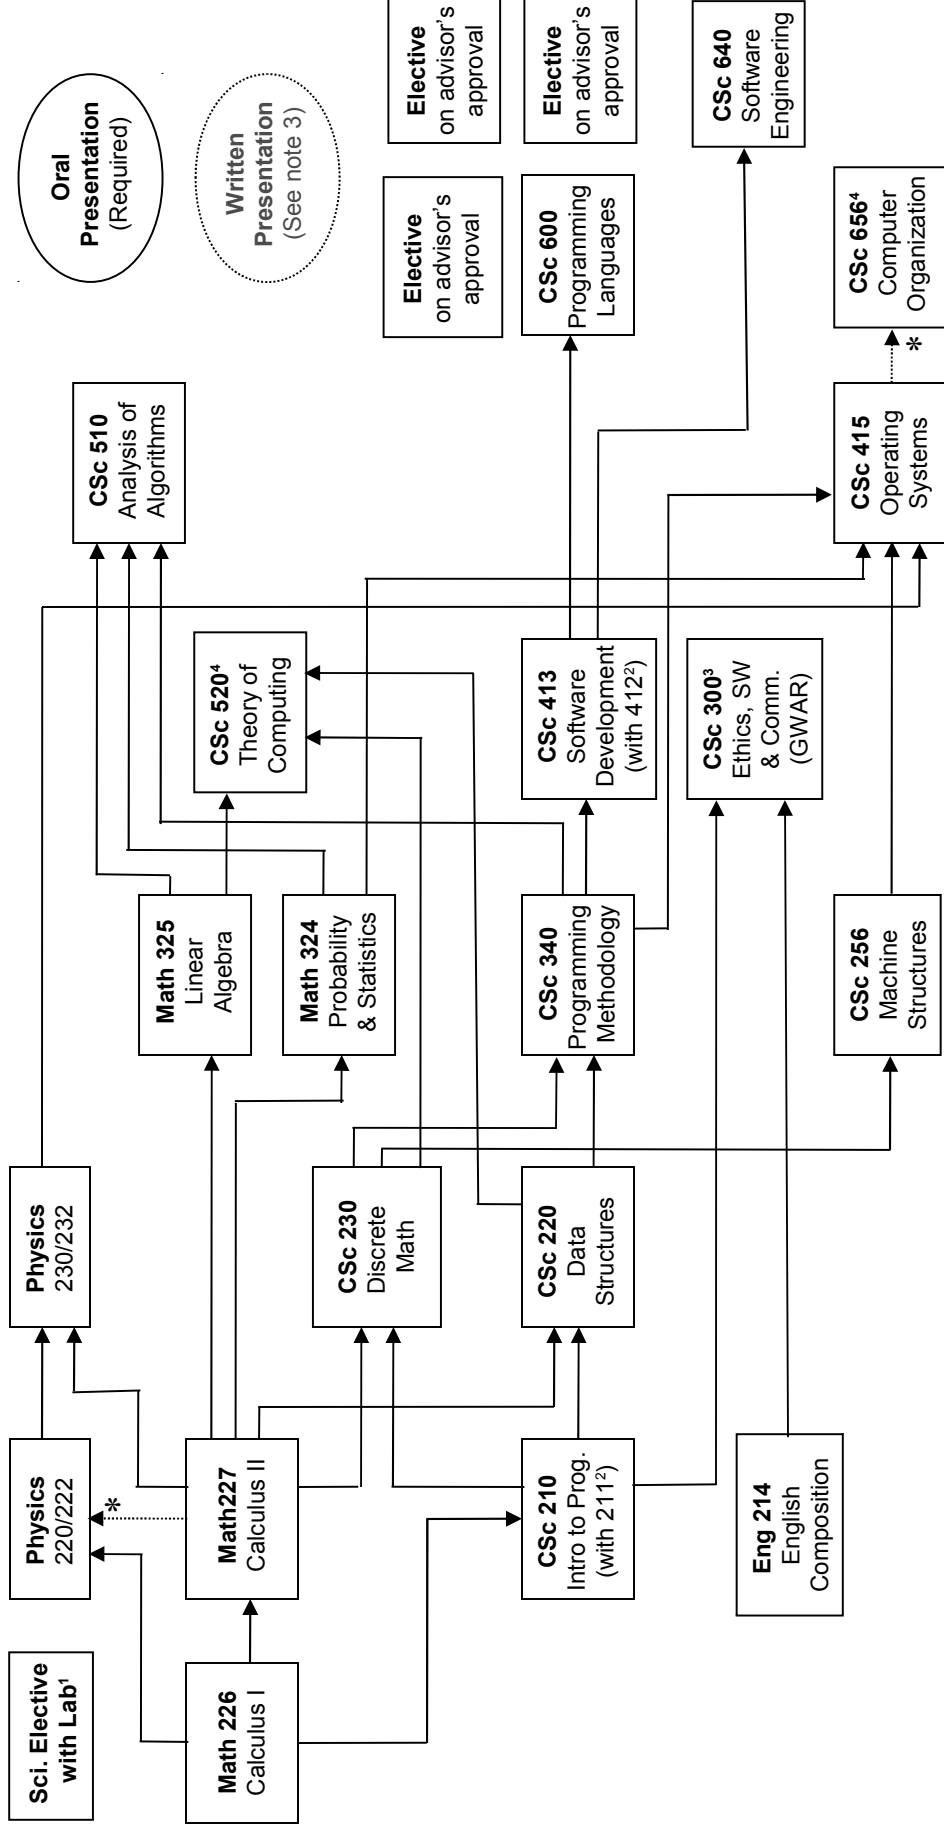 Sci. Elective
with Lab¹
Physics
220/222
Physics
230/232
Oral
Presentation
(Required)
Written
Presentation
(See note 3)
*
Math 226
Calculus I
Math227
Calculus II
Math 325
Linear
Algebra
Math 324
Probability
& Statistics
CSc 510
Analysis of
Algorithms
CSc 520⁴
Theory of
Computing
CSc 230
Discrete
Math
Elective
on advisor’s
approval
Elective
on advisor’s
approval
Elective
on advisor’s
approval
CSc 210
Intro to Prog.
(with 211²)
CSc 220
Data
Structures
CSc 340
Programming
Methodology
CSc 413
Software
Development
(with 412²)
CSc 600
Programming
Languages
CSc 640
Software
Engineering
Eng 214
English
Composition
CSc 300³
Ethics, SW
& Comm.
(GWAR)
CSc 256
Machine
Structures
CSc 415
Operating
Systems
*
CSc 656⁴
Computer
Organization